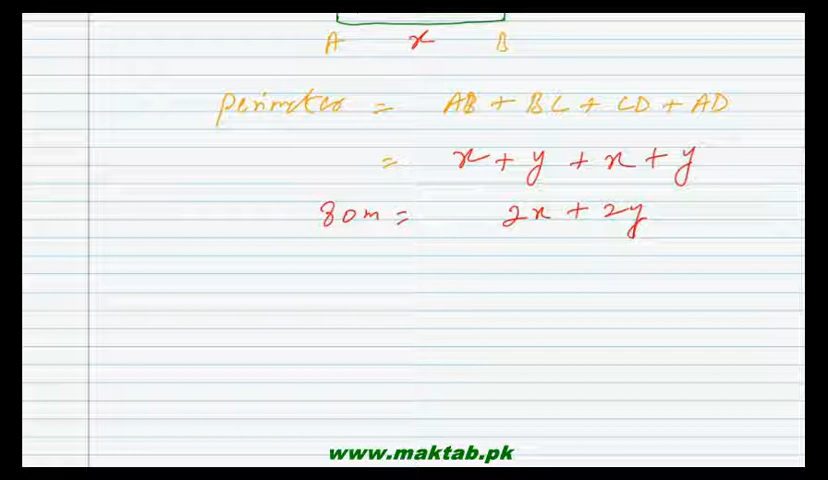 A x B
perimeter = AB + BC + CD + AD
= x + y + x + y
80m = 2x + 2y
www.maktab.pk